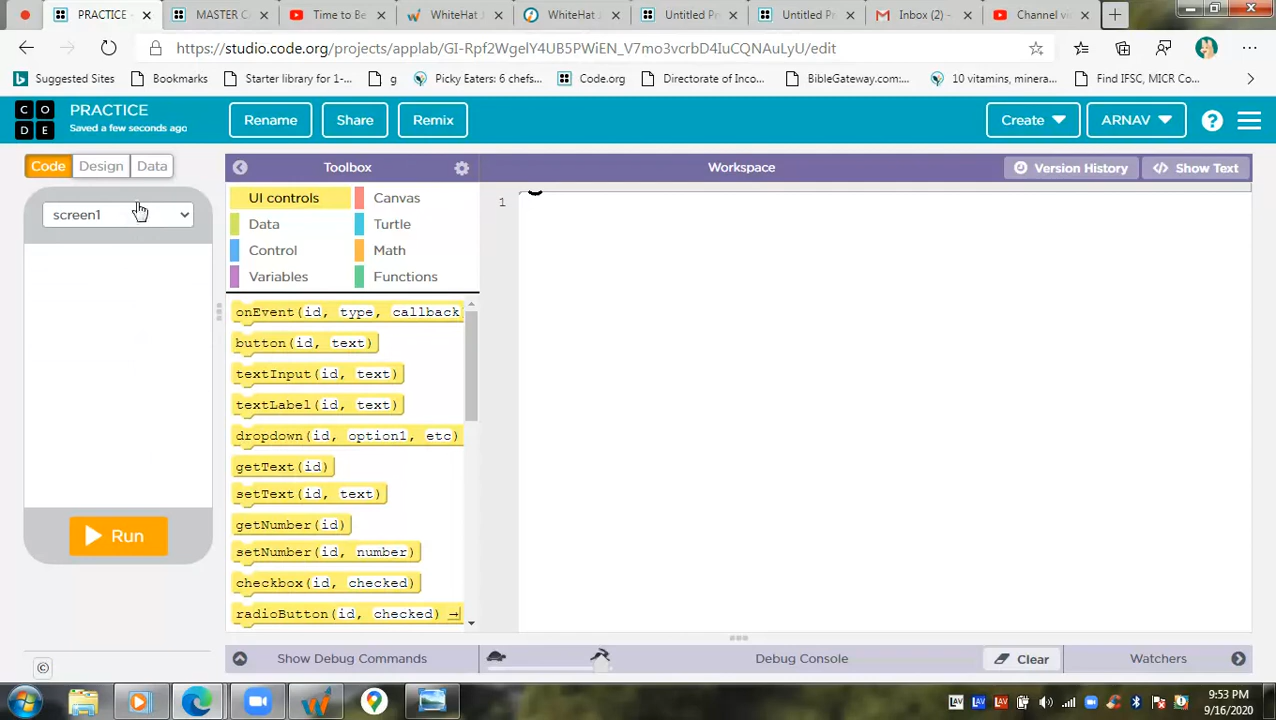 PRACTICE -
MASTER C
Time to Be
WhiteHat J
WhiteHat J
Untitled Pr
Untitled Pr
Inbox (2) -
Channel vi
https://studio.code.org/projects/applab/GI-Rpf2WgelY4UB5PWiEN_V7mo3vcrbD4IuCQNAuLyU/edit
Suggested Sites
Bookmarks
Starter library for 1-...
g
Picky Eaters: 6 chefs...
Code.org
Directorate of Inco...
BibleGateway.com:...
10 vitamins, minera...
Find IFSC, MICR Co...
CO
DE
PRACTICE
Saved a few seconds ago
Rename
Share
Remix
Create
ARNAV
?
Code
Design
Data
Toolbox
Workspace
Version History
</> Show Text
screen1
UI controls
Canvas
Data
Turtle
Control
Math
Variables
Functions
1
onEvent(id, type, callback
button(id, text)
textInput(id, text)
textLabel(id, text)
dropdown(id, option1, etc)
getText(id)
setText(id, text)
getNumber(id)
setNumber(id, number)
checkbox(id, checked)
radioButton(id, checked)
Run
©
Show Debug Commands
Debug Console
Clear
Watchers
LAV
LAV
LAV
9:53 PM
9/16/2020